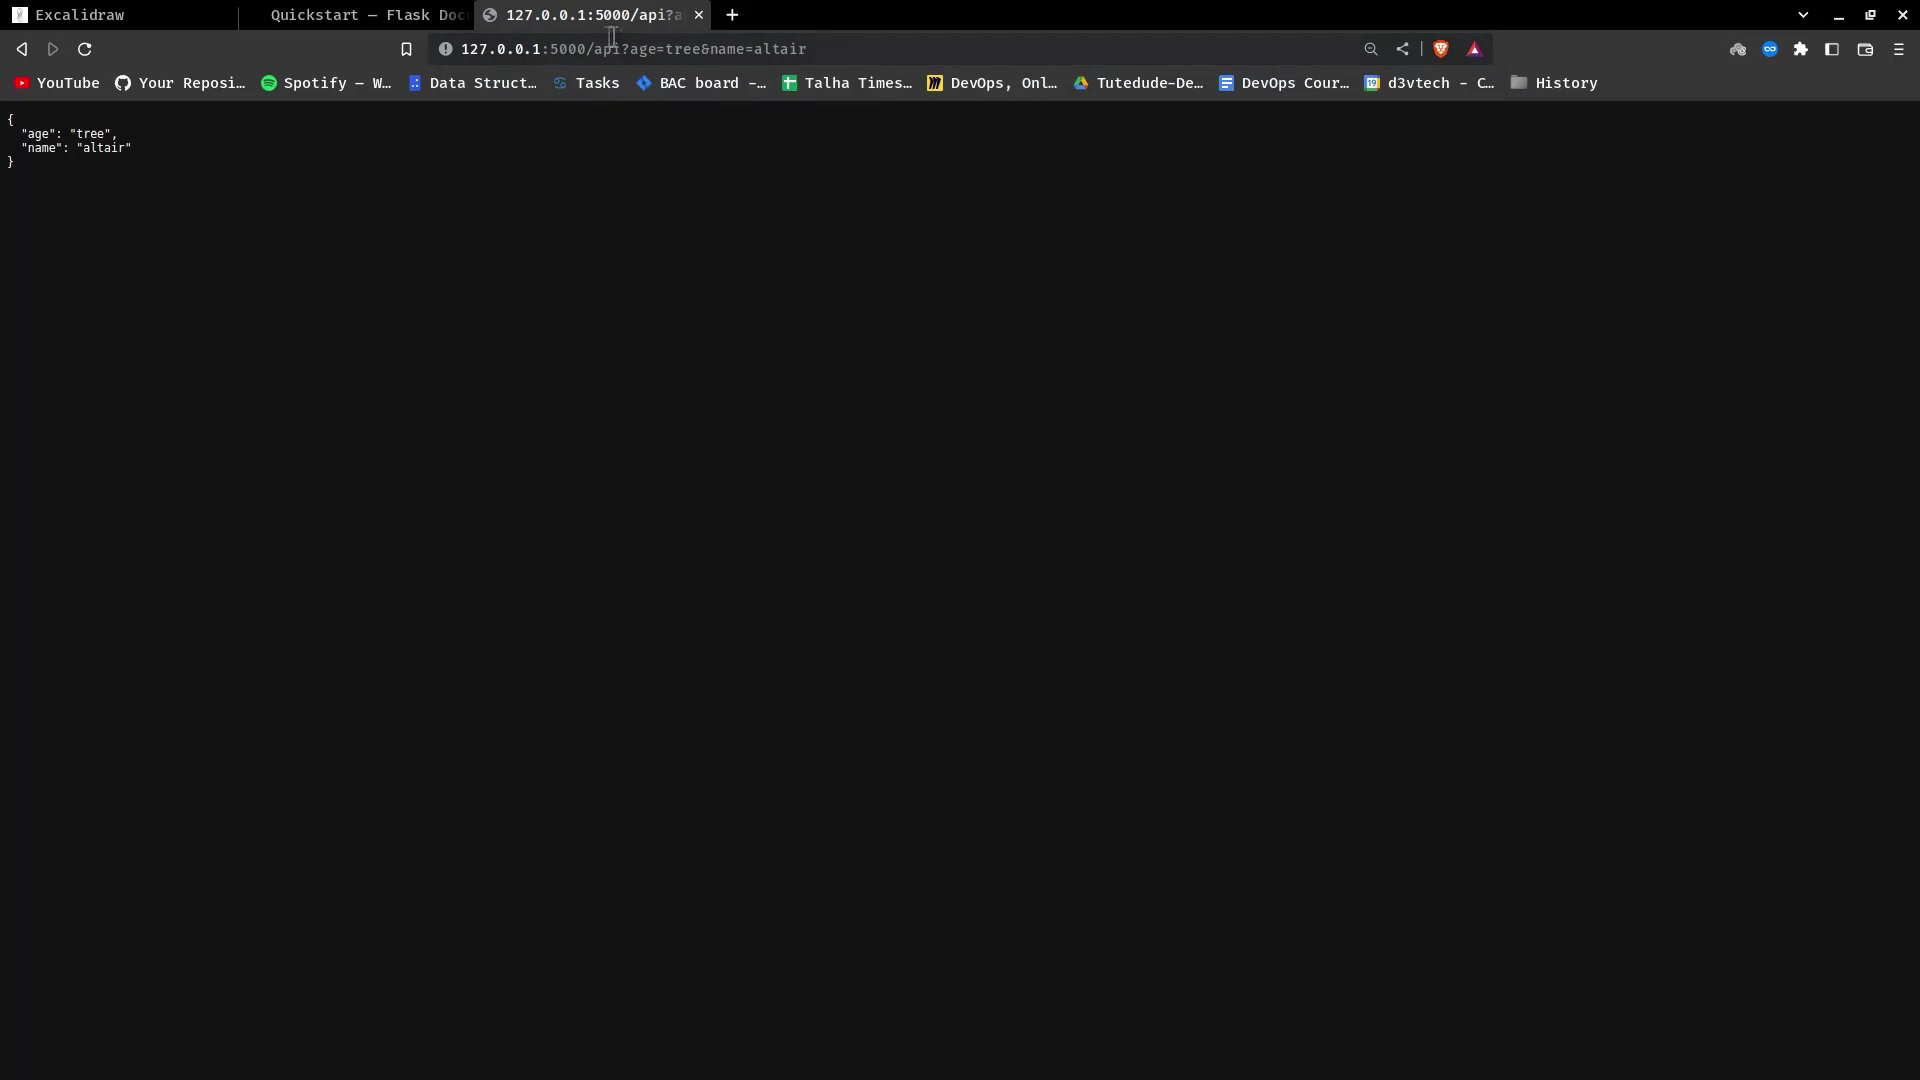 Excalidraw
Quickstart — Flask Doc
127.0.0.1:5000/api?a
127.0.0.1:5000/api?age=tree&name=altair
YouTube
Your Reposi…
Spotify – W…
Data Struct…
Tasks
BAC board -…
Talha Times…
DevOps, Onl…
Tutedude-De…
DevOps Cour…
d3vtech - C…
History
{
"age": "tree",
"name": "altair"
}